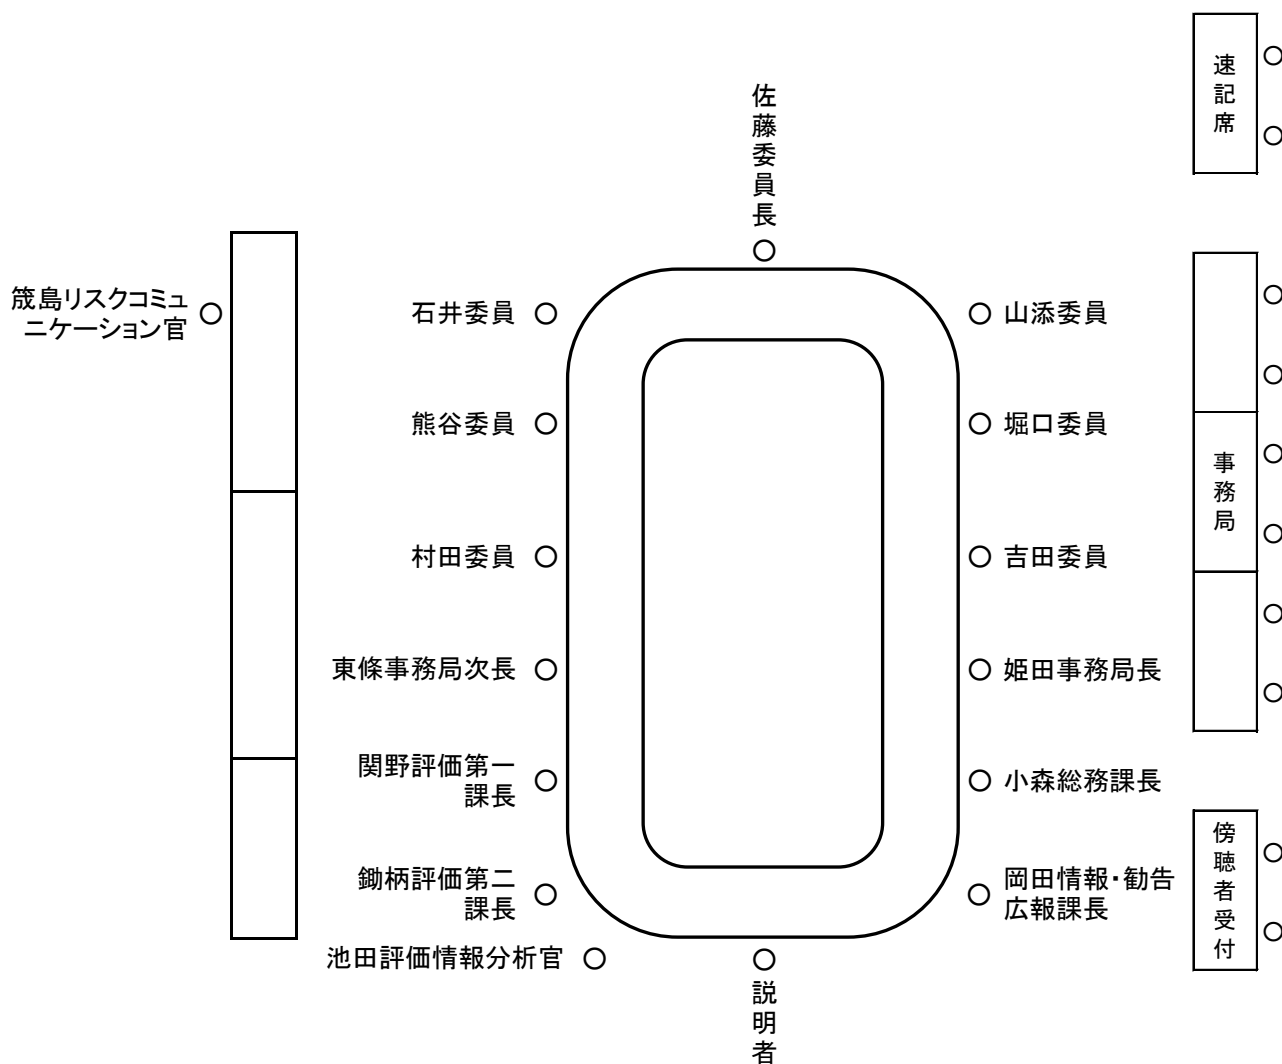 速記席
佐藤委員長
筬島リスクコミュ
ニケーション官
石井委員
山添委員
熊谷委員
堀口委員
事務局
村田委員
吉田委員
東條事務局次長
姫田事務局長
関野評価第一
課長
小森総務課長
鋤柄評価第二
課長
岡田情報・勧告
広報課長
傍聴者受付
池田評価情報分析官
説明者